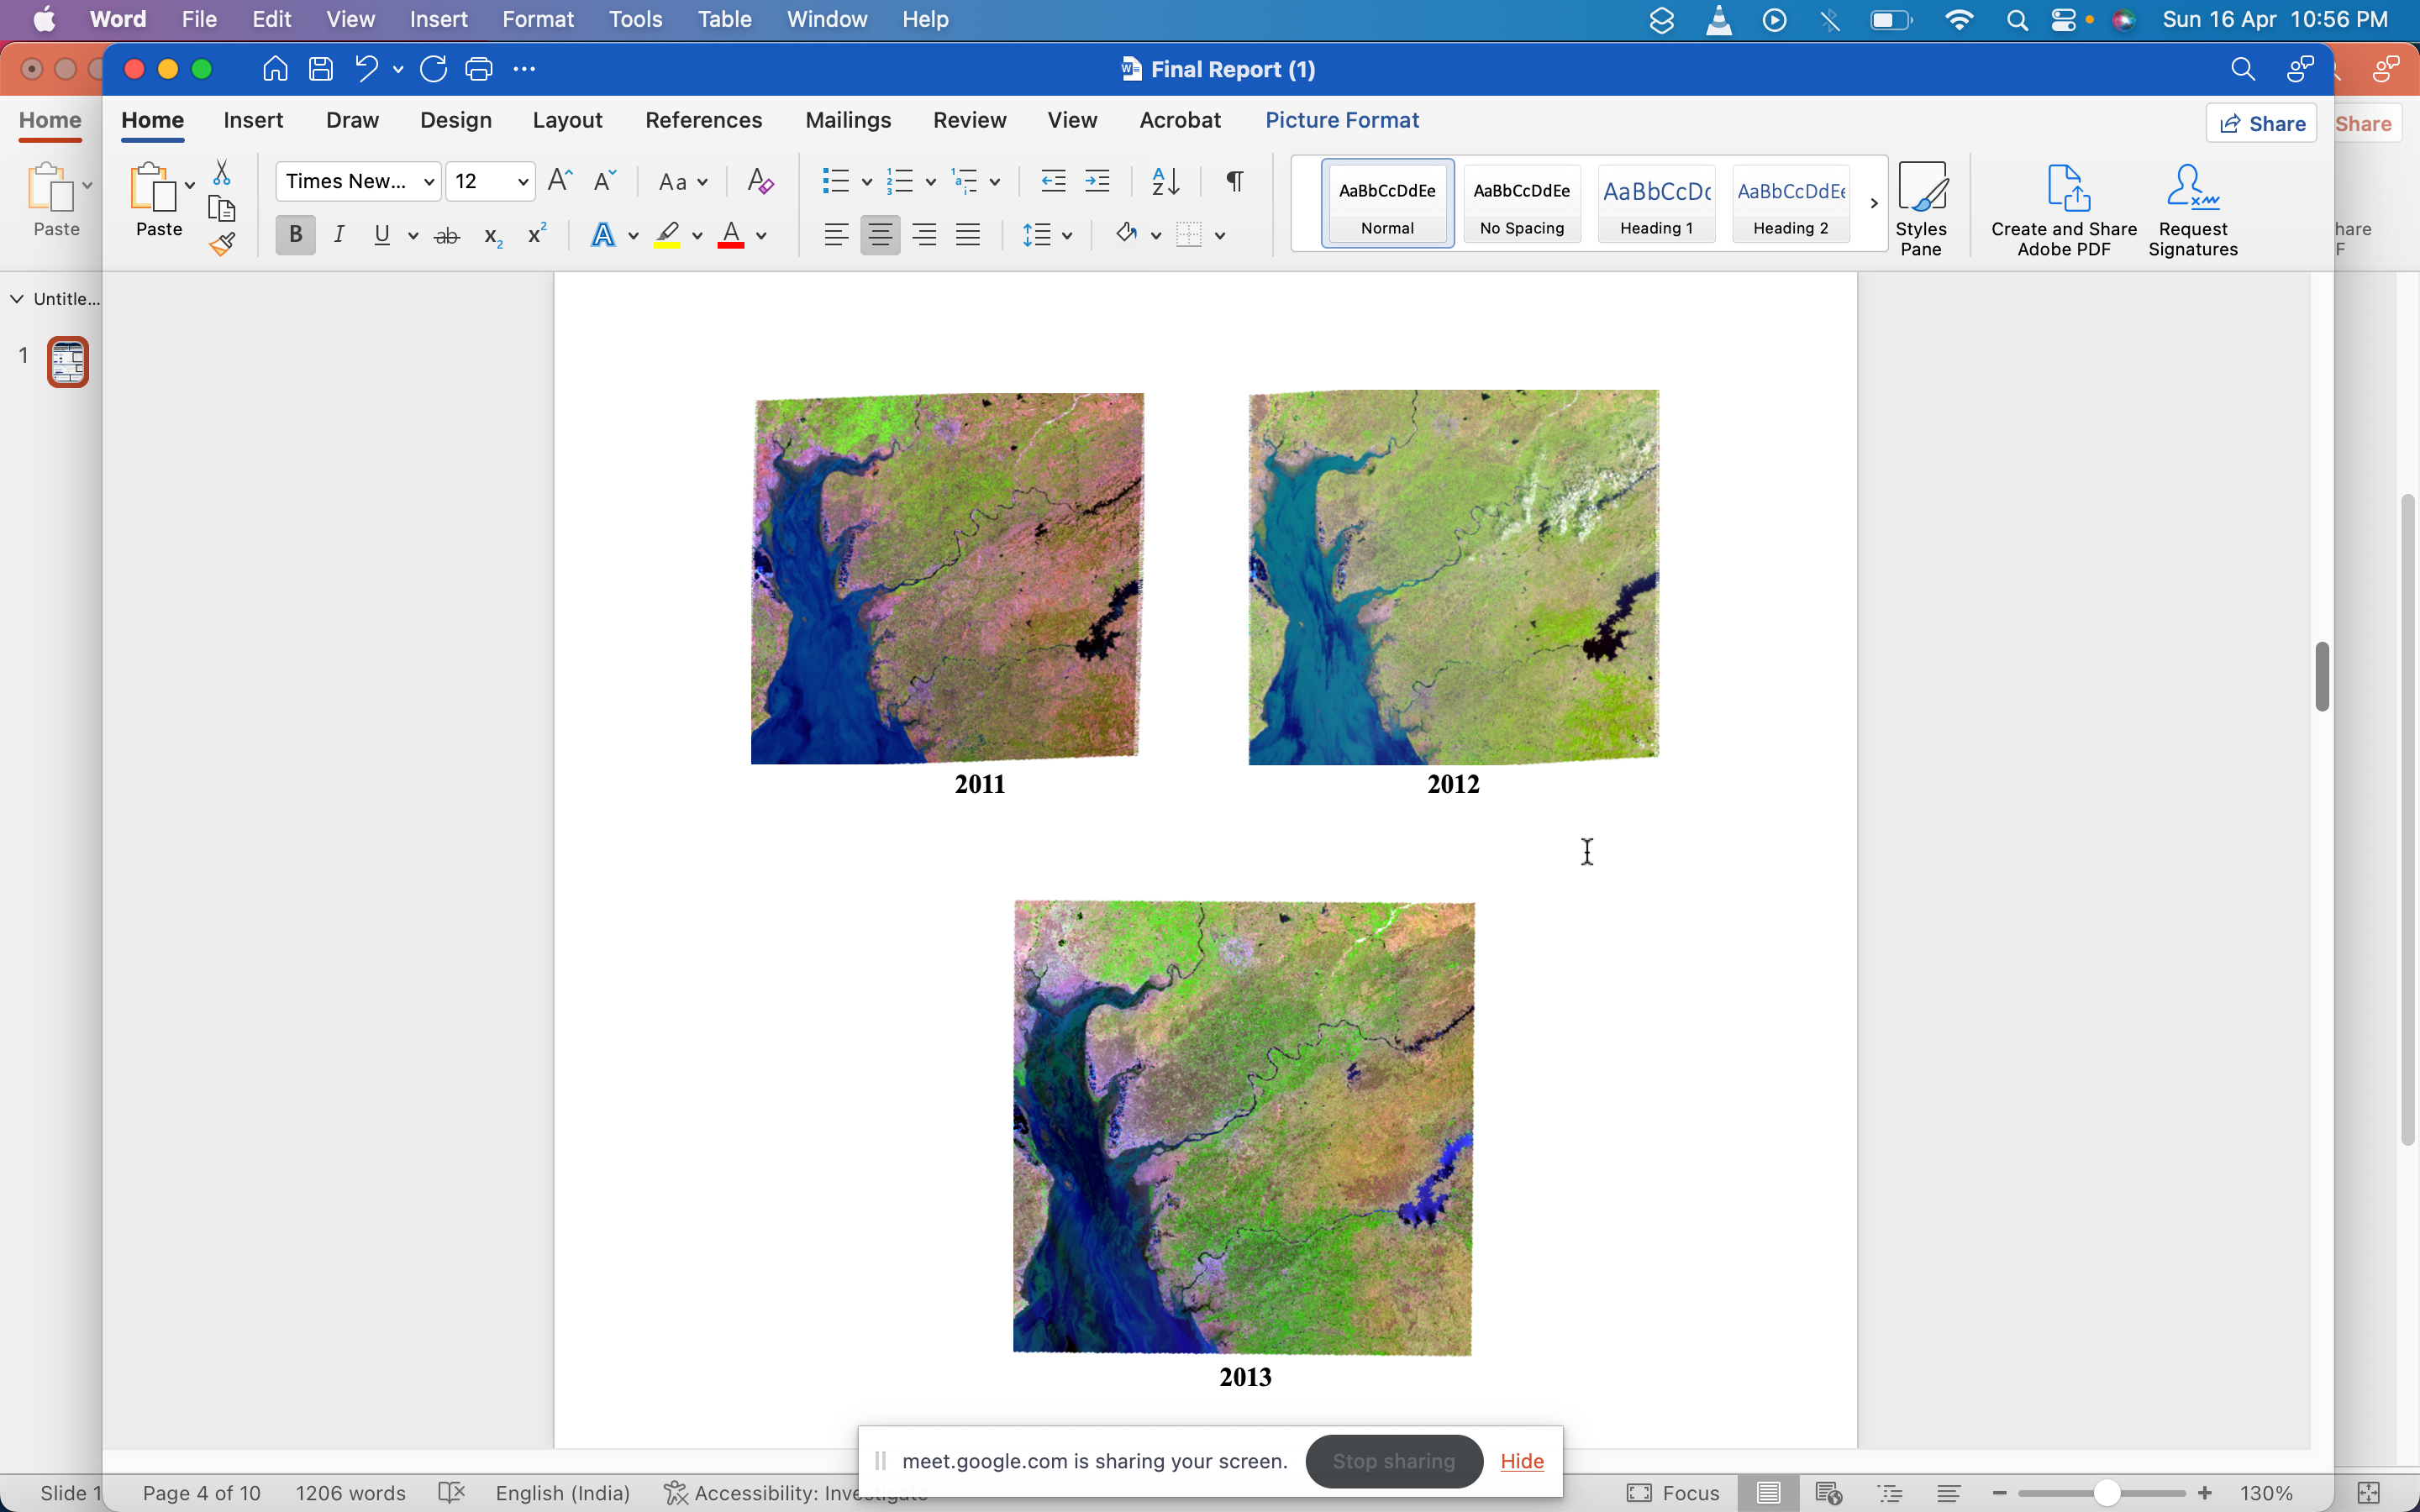 Word File Edit View Insert Format Tools Table Window Help Sun 16 Apr 10:56 PM
Final Report (1)
Home
Home Insert Draw Design Layout References Mailings Review View Acrobat Picture Format Share
Share
Paste
Paste
Times New... 12 Aa
AaBbCcDdEe AaBbCcDdEe AaBbCcDc AaBbCcDdEe
Normal No Spacing Heading 1 Heading 2
Styles Pane
Create and Share Adobe PDF
Request Signatures
hare
F
Untitle...
1
2011 2012
2013
meet.google.com is sharing your screen. Stop sharing Hide
Slide 1
Page 4 of 10 1206 words English (India) Accessibility: Investigate Focus 130%